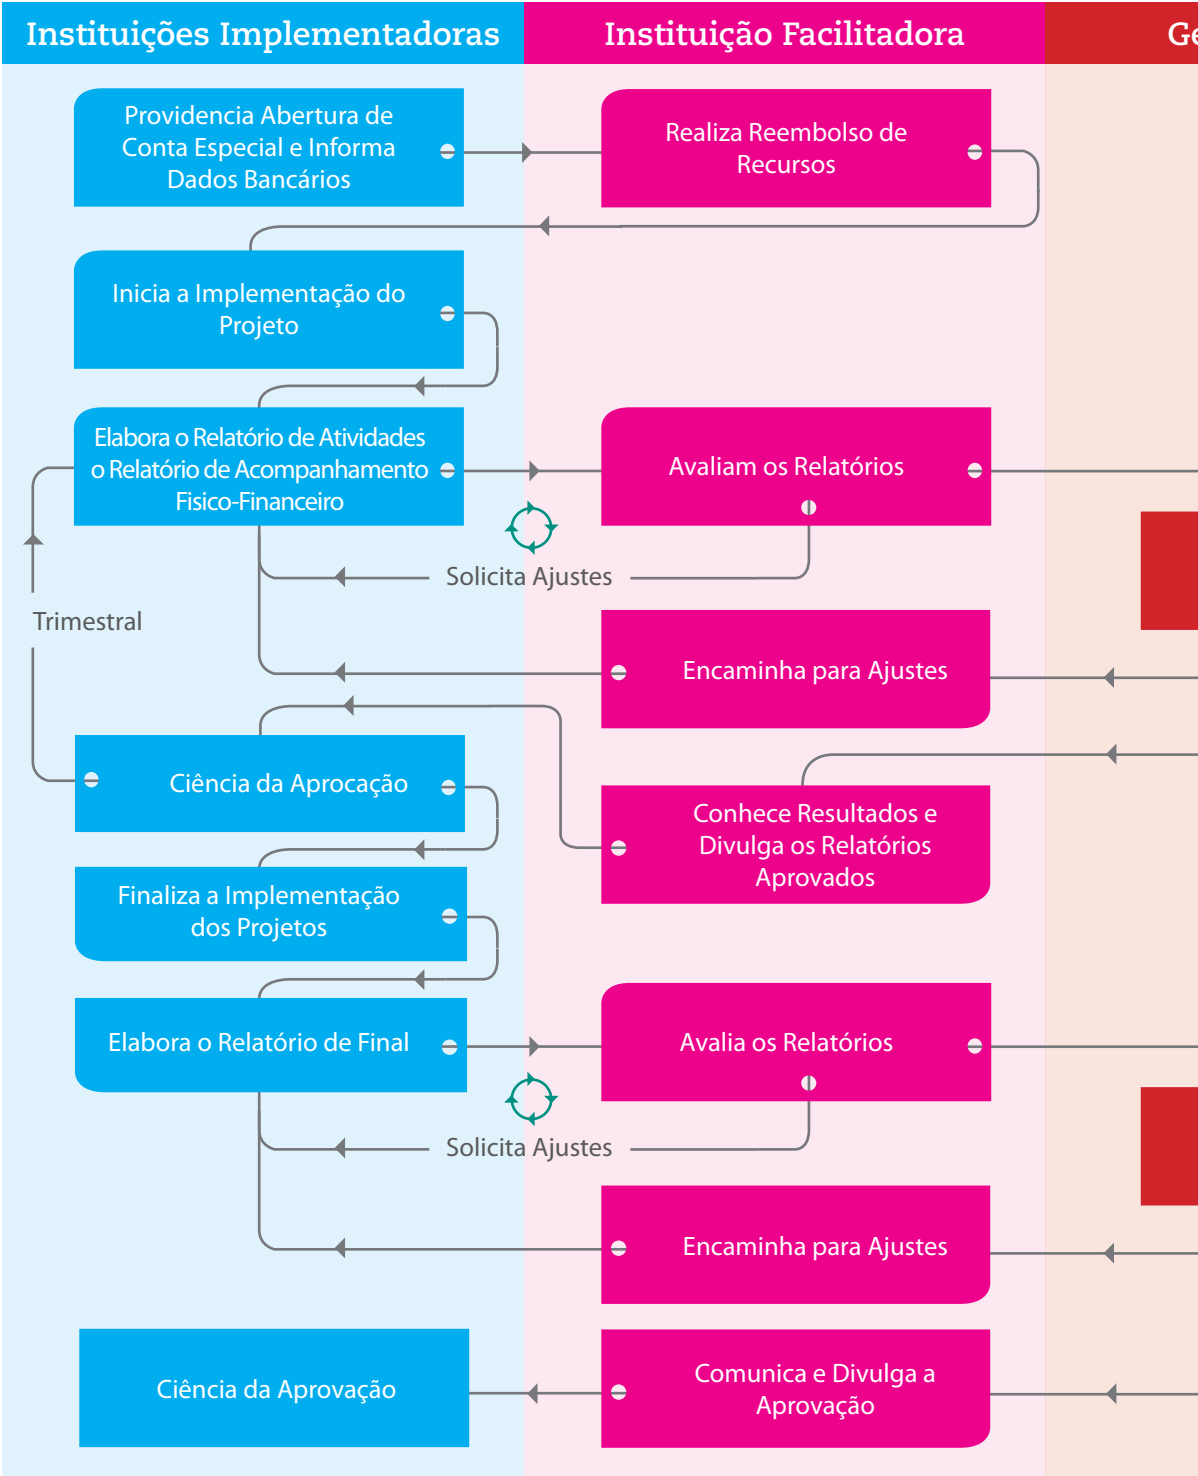 Instituições Implementadoras
Instituição Facilitadora
Ge
Providencia Abertura de
Conta Especial e Informa
Dados Bancários
Realiza Reembolso de
Recursos
Inicia a Implementação do
Projeto
Elabora o Relatório de Atividades
o Relatório de Acompanhamento
Fisico-Financeiro
Avaliam os Relatórios
Solicita Ajustes
Trimestral
Encaminha para Ajustes
Ciência da Aprocação
Conhece Resultados e
Divulga os Relatórios
Aprovados
Finaliza a Implementação
dos Projetos
Elabora o Relatório de Final
Avalia os Relatórios
Solicita Ajustes
Encaminha para Ajustes
Ciência da Aprovação
Comunica e Divulga a
Aprovação